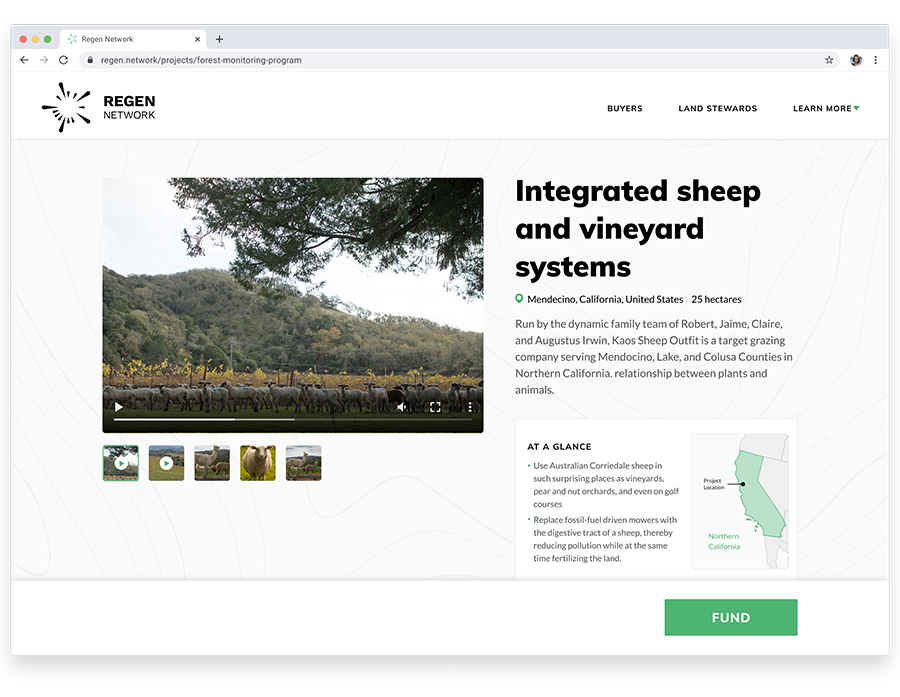 Regen Network
regen.network/projects/forest-monitoring-program
REGEN
NETWORK
BUYERS
LAND STEWARDS
LEARN MORE
Integrated sheep
and vineyard
systems
Mendecino, California, United States
25 hectares
Run by the dynamic family team of Robert, Jaime, Claire,
and Augustus Irwin, Kaos Sheep Outfit is a target grazing
company serving Mendocino, Lake, and Colusa Counties in
Northern California. relationship between plants and
animals.
AT A GLANCE
• Use Australian Corriedale sheep in
such surprising places as vineyards,
pear and nut orchards, and even on golf
courses
• Replace fossil-fuel driven mowers with
the digestive tract of a sheep, thereby
reducing pollution while at the same
time fertilizing the land.
Project
Location
Northern
California
FUND